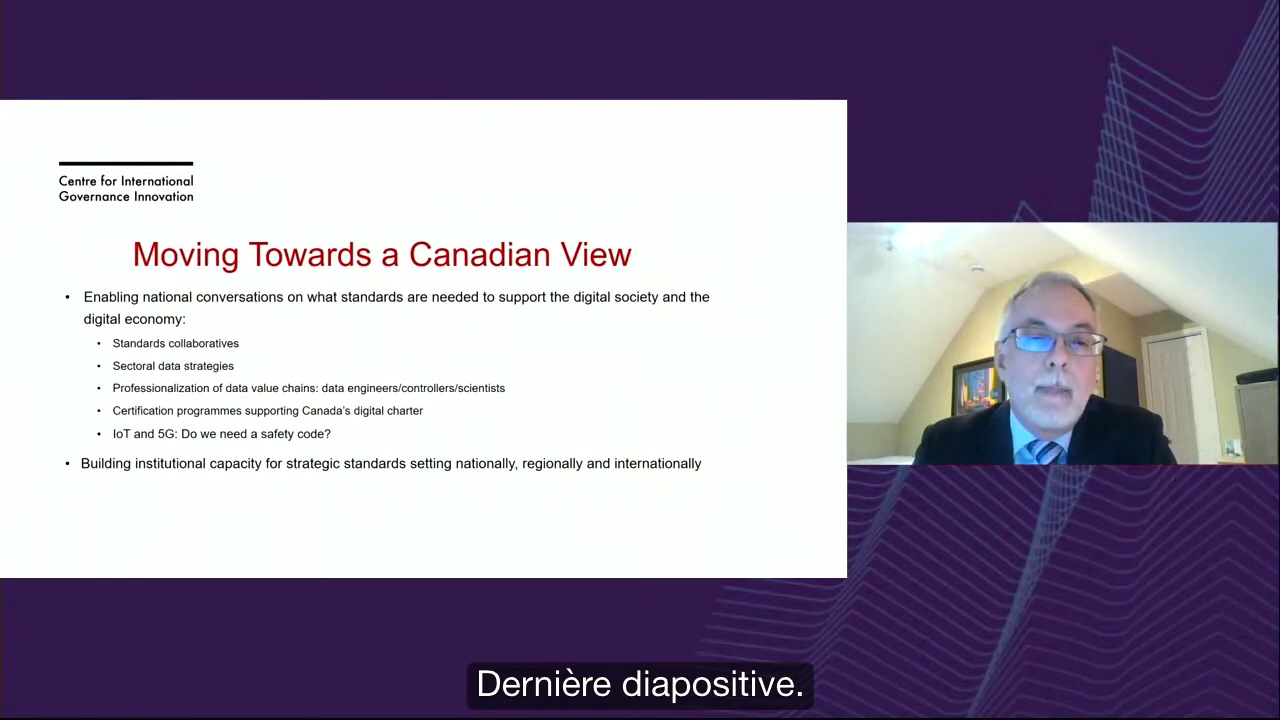 Centre for International
Governance Innovation
Moving Towards a Canadian View
• Enabling national conversations on what standards are needed to support the digital society and the
digital economy:
• Standards collaboratives
• Sectoral data strategies
• Professionalization of data value chains: data engineers/controllers/scientists
• Certification programmes supporting Canada's digital charter
• IoT and 5G: Do we need a safety code?
• Building institutional capacity for strategic standards setting nationally, regionally and internationally
Dernière diapositive.